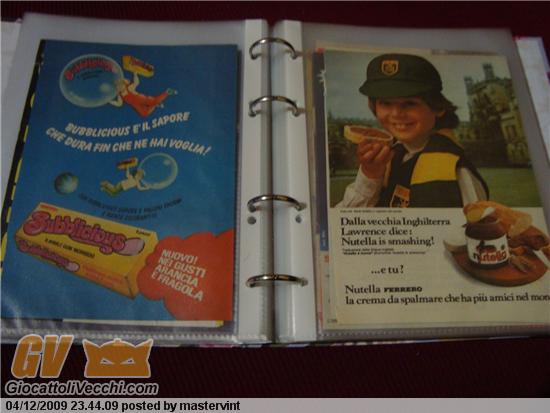 Bubblicious
BUBBLICIOUS E' IL SAPORE
CHE DURA FIN CHE NE HAI VOGLIA!
Bubblicious
NUOVO!
NEI GUSTI
ARANCIA
E FRAGOLA
Dalla vecchia Inghilterra
Lawrence dice:
Nutella is smashing!
...e tu?
nutella
Nutella FERRERO
la crema da spalmare che ha più amici nel mon
GV
GiocattoliVecchi.com
04/12/2009 23.44.09 posted by mastervint